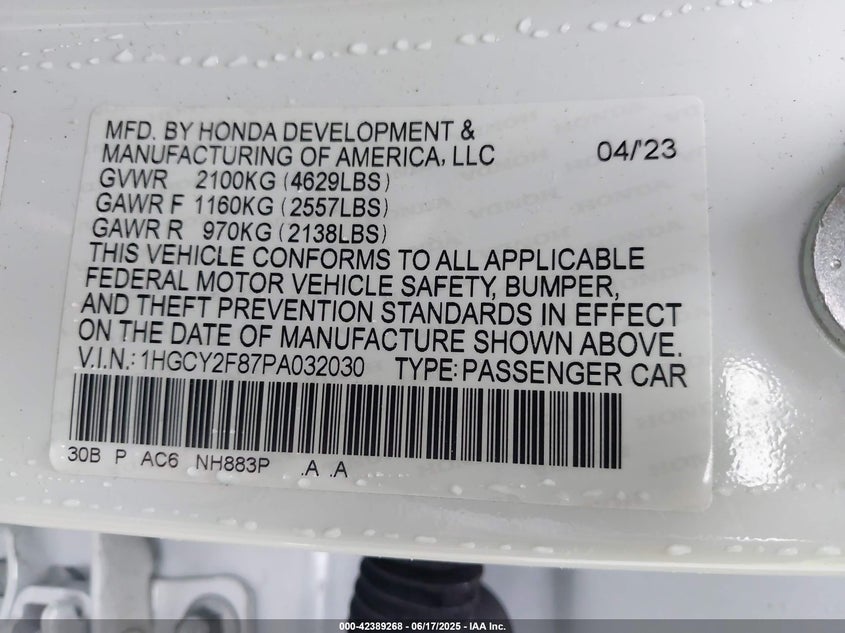 MFD. BY HONDA DEVELOPMENT &
MANUFACTURING OF AMERICA, LLC 04/'23
GVWR 2100KG (4629LBS)
GAWR F 1160KG (2557LBS)
GAWR R 970KG (2138LBS)
THIS VEHICLE CONFORMS TO ALL APPLICABLE
FEDERAL MOTOR VEHICLE SAFETY, BUMPER,
AND THEFT PREVENTION STANDARDS IN EFFECT
ON THE DATE OF MANUFACTURE SHOWN ABOVE.
V.I.N.: 1HGCY2F87PA032030 TYPE: PASSENGER CAR
30B P AC6 NH883P .A .A
000-42389268 - 06/17/2025 - IAA Inc.